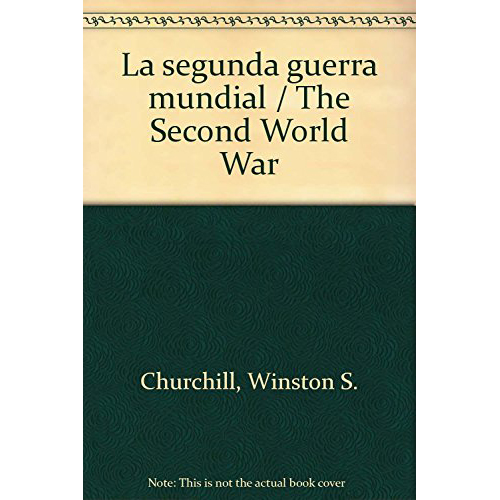 La segunda guerra
mundial / The
Second World
War
Churchill, Winston S.
Note: This is not the actual book cover